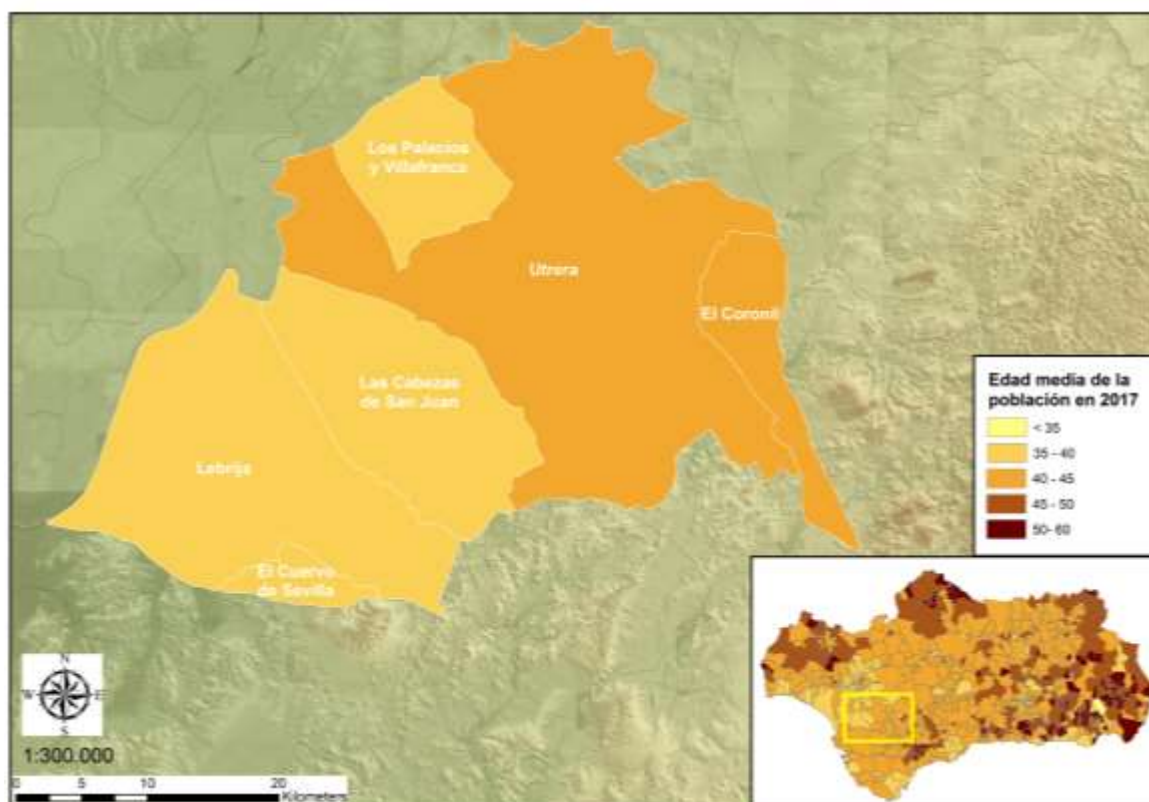 Los Palacios
y Villafranca
Utrera
El Coronil
Las Cabezas
de San Juan
Lebrija
El Cuervo
de Sevilla
Edad media de la
población en 2017
< 35
35 - 40
40 - 45
45 - 50
50- 60
N
W
E
S
1:300.000
0 5 10 20
Kilometers